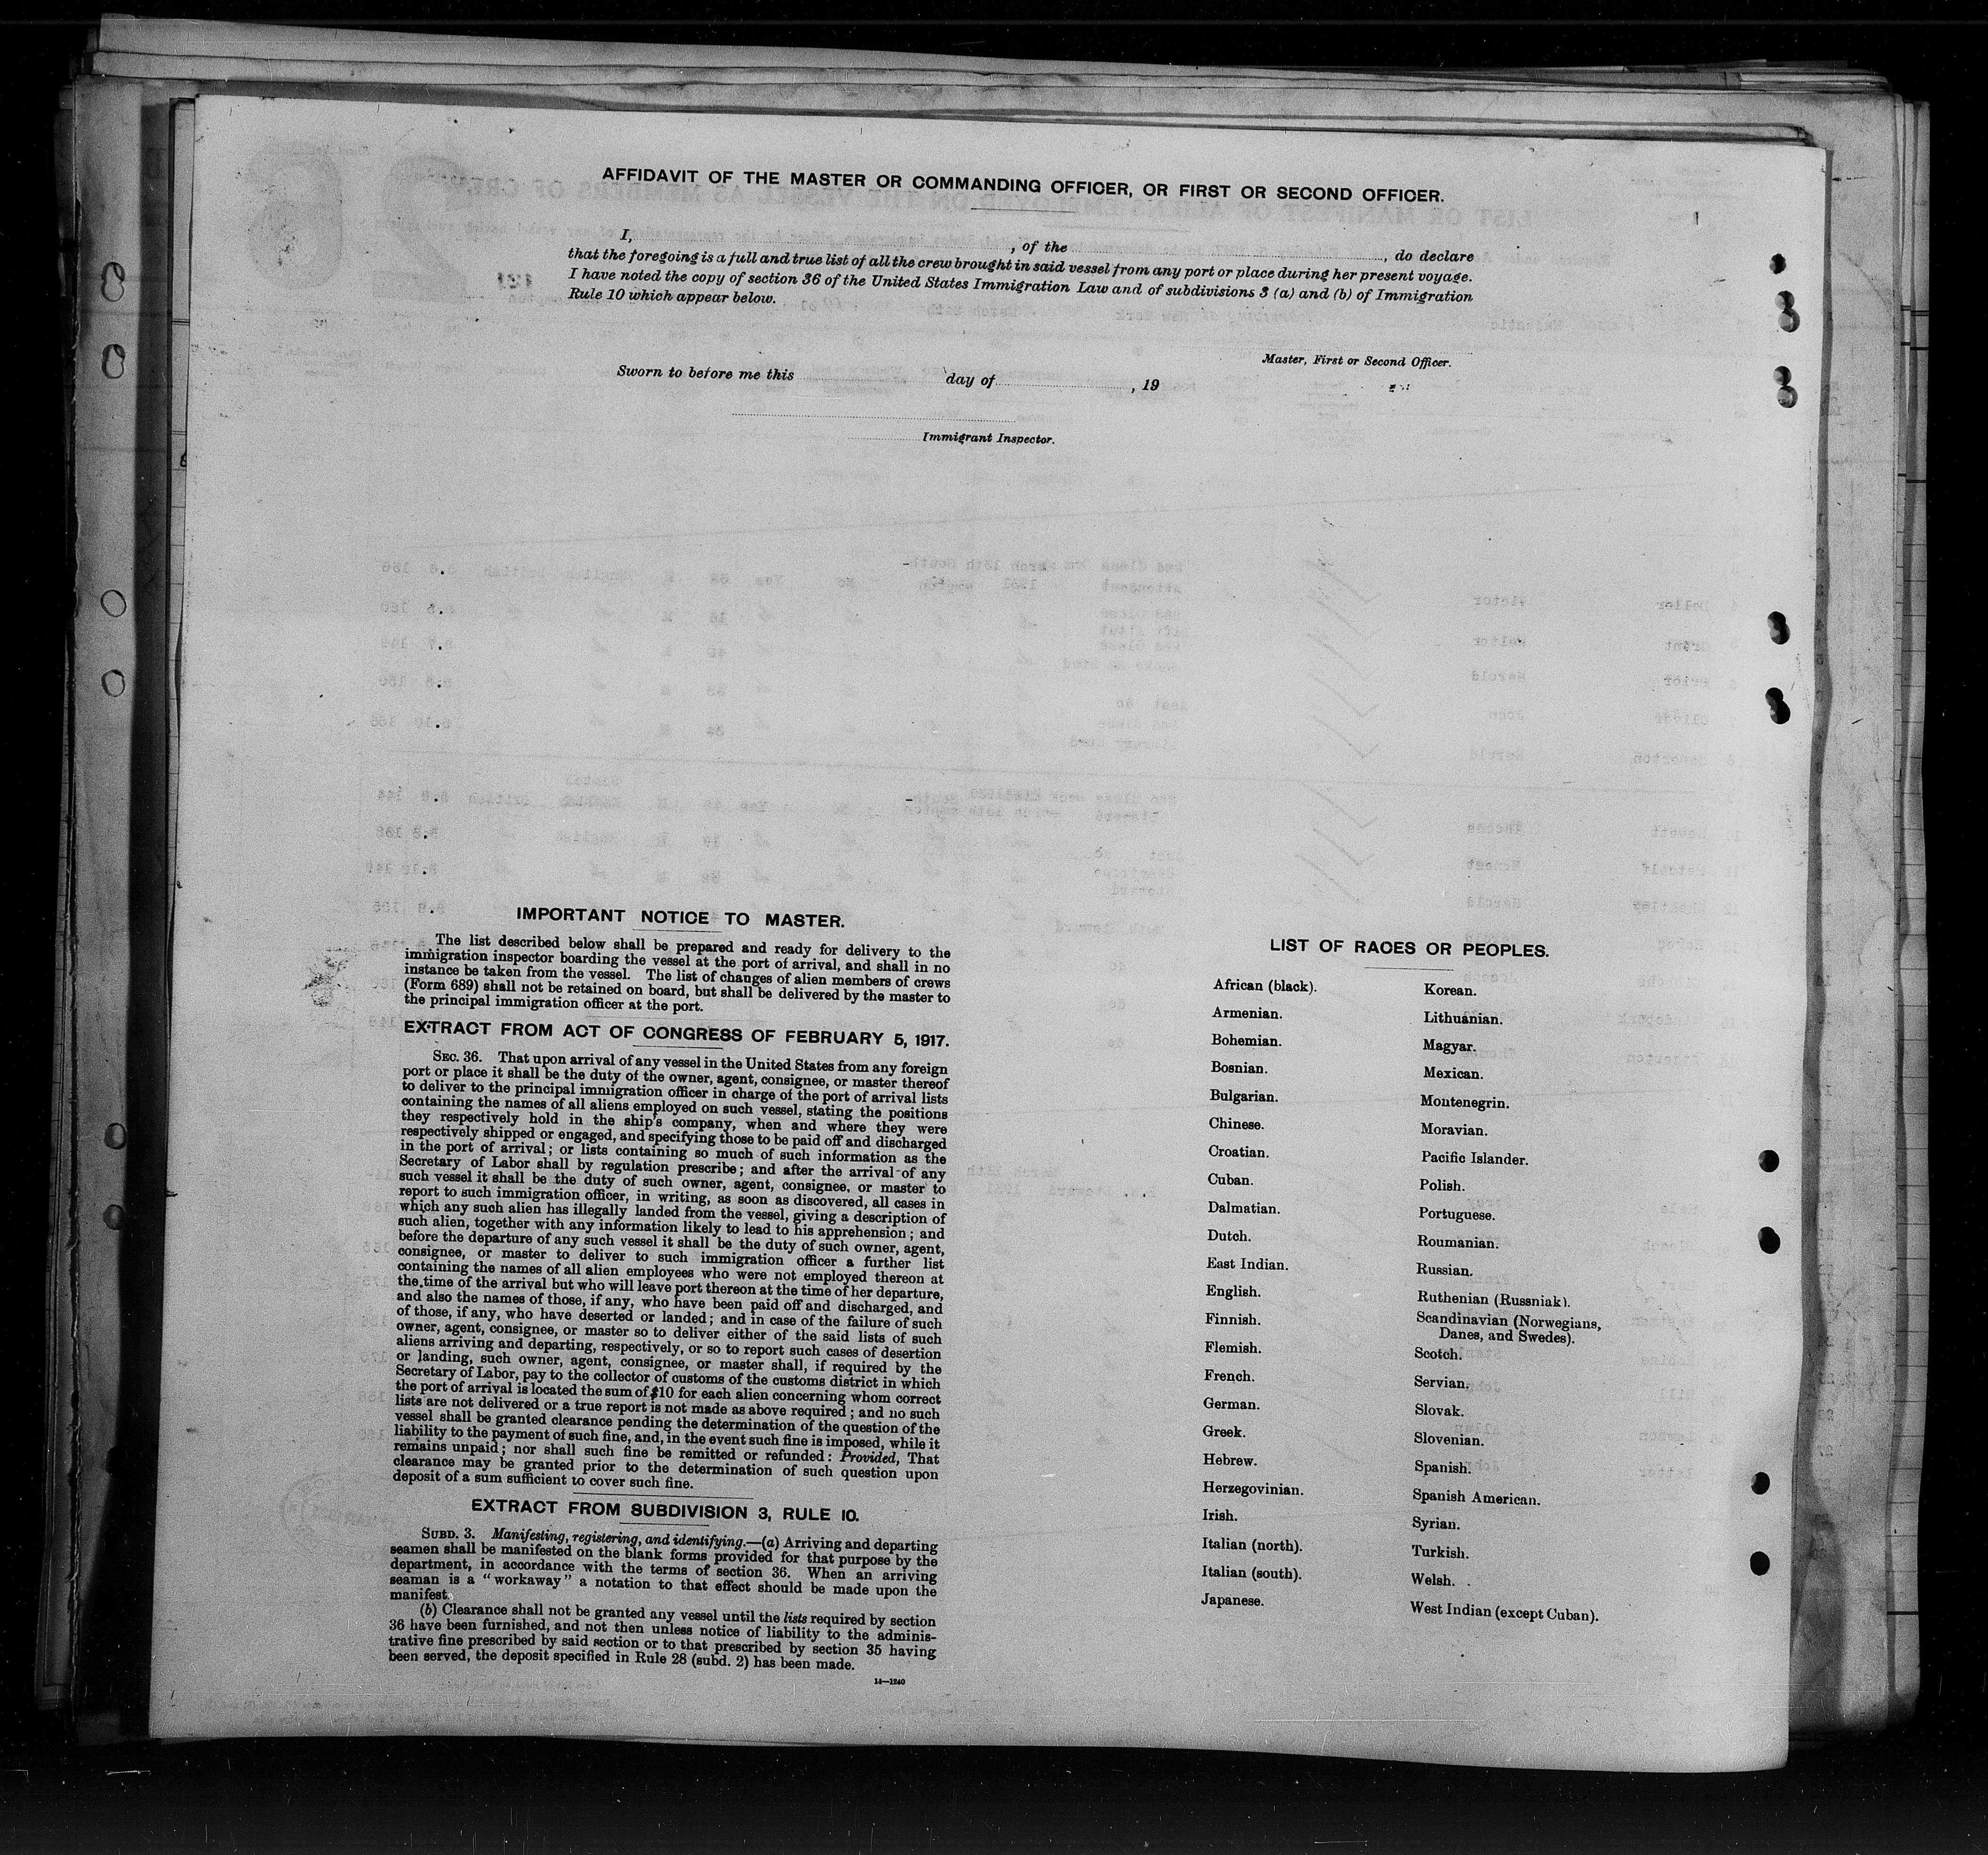 AFFIDAVIT OF THE MASTER OR COMMANDING OFFICER, OR FIRST OR SECOND OFFICER.
I, , of the , do declare
that the foregoing is a full and true list of all the crew brought in said vessel from any port or place during her present voyage.
I have noted the copy of section 36 of the United States Immigration Law and of subdivisions 3 (a) and (b) of Immigration
Rule 10 which appear below.
Master, First or Second Officer.
Sworn to before me this day of , 19
Immigrant Inspector.
IMPORTANT NOTICE TO MASTER.
The list described below shall be prepared and ready for delivery to the
immigration inspector boarding the vessel at the port of arrival, and shall in no
instance be taken from the vessel. The list of changes of alien members of crews
(Form 689) shall not be retained on board, but shall be delivered by the master to
the principal immigration officer at the port.
EXTRACT FROM ACT OF CONGRESS OF FEBRUARY 5, 1917.
SEC. 36. That upon arrival of any vessel in the United States from any foreign
port or place it shall be the duty of the owner, agent, consignee, or master thereof
to deliver to the principal immigration officer in charge of the port of arrival lists
containing the names of all aliens employed on such vessel, stating the positions
they respectively hold in the ship's company, when and where they were
respectively shipped or engaged, and specifying those to be paid off and discharged
in the port of arrival; or lists containing so much of such information as the
Secretary of Labor shall by regulation prescribe; and after the arrival of any
such vessel it shall be the duty of such owner, agent, consignee, or master to
report to such immigration officer, in writing, as soon as discovered, all cases in
which any such alien has illegally landed from the vessel, giving a description of
such alien, together with any information likely to lead to his apprehension; and
before the departure of any such vessel it shall be the duty of such owner, agent,
consignee, or master to deliver to such immigration officer a further list
containing the names of all alien employees who were not employed thereon at
the time of the arrival but who will leave port thereon at the time of her departure,
and also the names of those, if any, who have been paid off and discharged, and
of those, if any, who have deserted or landed; and in case of the failure of such
owner, agent, consignee, or master so to deliver either of the said lists of such
aliens arriving and departing, respectively, or so to report such cases of desertion
or landing, such owner, agent, consignee, or master shall, if required by the
Secretary of Labor, pay to the collector of customs of the customs district in which
the port of arrival is located the sum of $10 for each alien concerning whom correct
lists are not delivered or a true report is not made as above required; and no such
vessel shall be granted clearance pending the determination of the question of the
liability to the payment of such fine, and, in the event such fine is imposed, while it
remains unpaid; nor shall such fine be remitted or refunded: Provided, That
clearance may be granted prior to the determination of such question upon
deposit of a sum sufficient to cover such fine.
EXTRACT FROM SUBDIVISION 3, RULE 10.
SUBD. 3. Manifesting, registering, and identifying.—(a) Arriving and departing
seamen shall be manifested on the blank forms provided for that purpose by the
department, in accordance with the terms of section 36. When an arriving
seaman is a "workaway" a notation to that effect should be made upon the
manifest.
(b) Clearance shall not be granted any vessel until the lists required by section
36 have been furnished, and not then unless notice of liability to the adminis-
trative fine prescribed by said section or to that prescribed by section 35 having
been served, the deposit specified in Rule 28 (subd. 2) has been made.
14—1240
LIST OF RACES OR PEOPLES.
African (black).
Armenian.
Bohemian.
Bosnian.
Bulgarian.
Chinese.
Croatian.
Cuban.
Dalmatian.
Dutch.
East Indian.
English.
Finnish.
Flemish.
French.
German.
Greek.
Hebrew.
Herzegovinian.
Irish.
Italian (north).
Italian (south).
Japanese.
Korean.
Lithuanian.
Magyar.
Mexican.
Montenegrin.
Moravian.
Pacific Islander.
Polish.
Portuguese.
Roumanian.
Russian.
Ruthenian (Russniak).
Scandinavian (Norwegians,
Danes, and Swedes).
Scotch.
Servian.
Slovak.
Slovenian.
Spanish.
Spanish American.
Syrian.
Turkish.
Welsh.
West Indian (except Cuban).